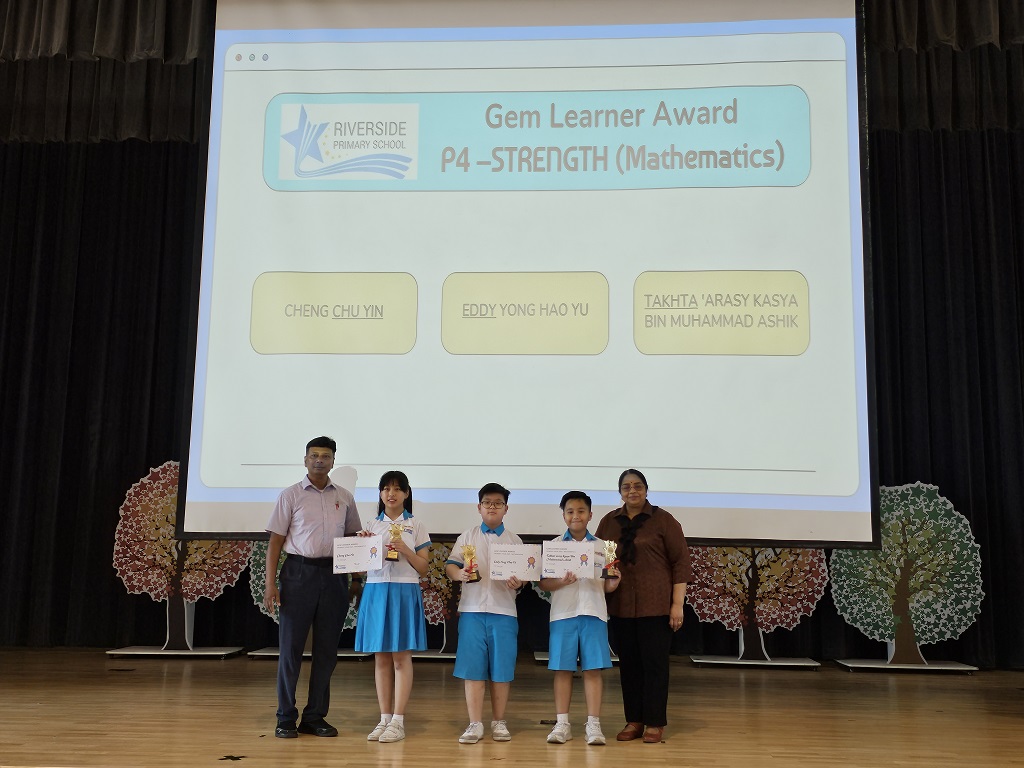 RIVERSIDE
PRIMARY SCHOOL
Gem Learner Award
P4 –STRENGTH (Mathematics)
CHENG CHU YIN
EDDY YONG HAO YU
TAKHTA 'ARASY KASYA
BIN MUHAMMAD ASHIK